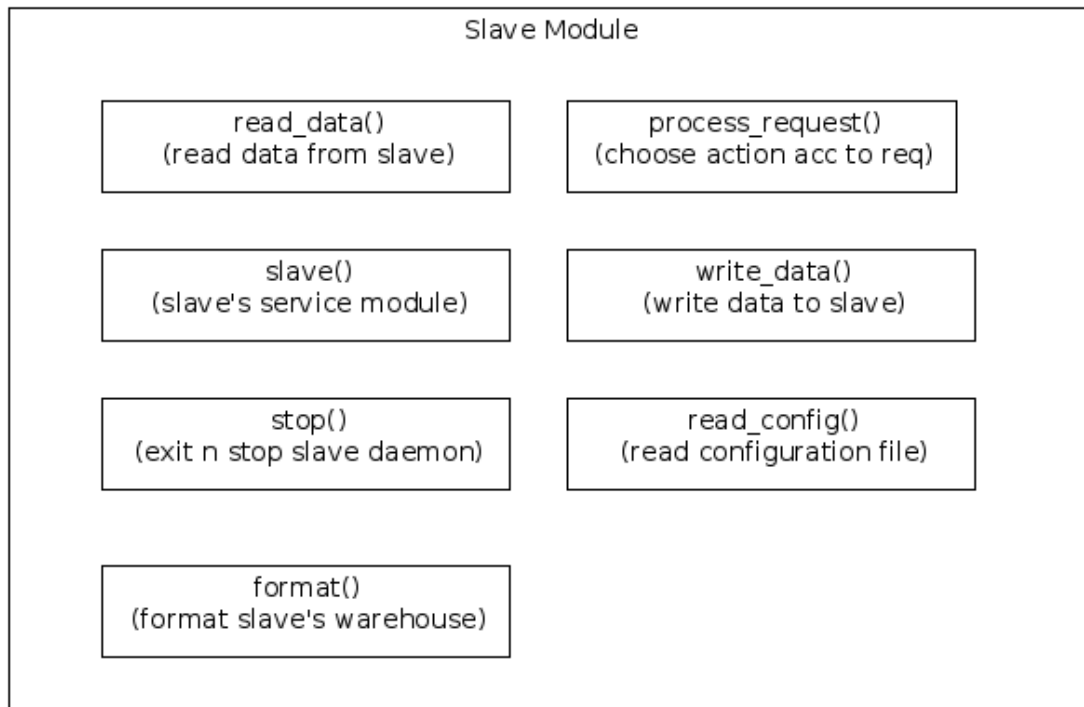 Slave Module
read_data()
(read data from slave)
process_request()
(choose action acc to req)
slave()
(slave's service module)
write_data()
(write data to slave)
stop()
(exit n stop slave daemon)
read_config()
(read configuration file)
format()
(format slave's warehouse)